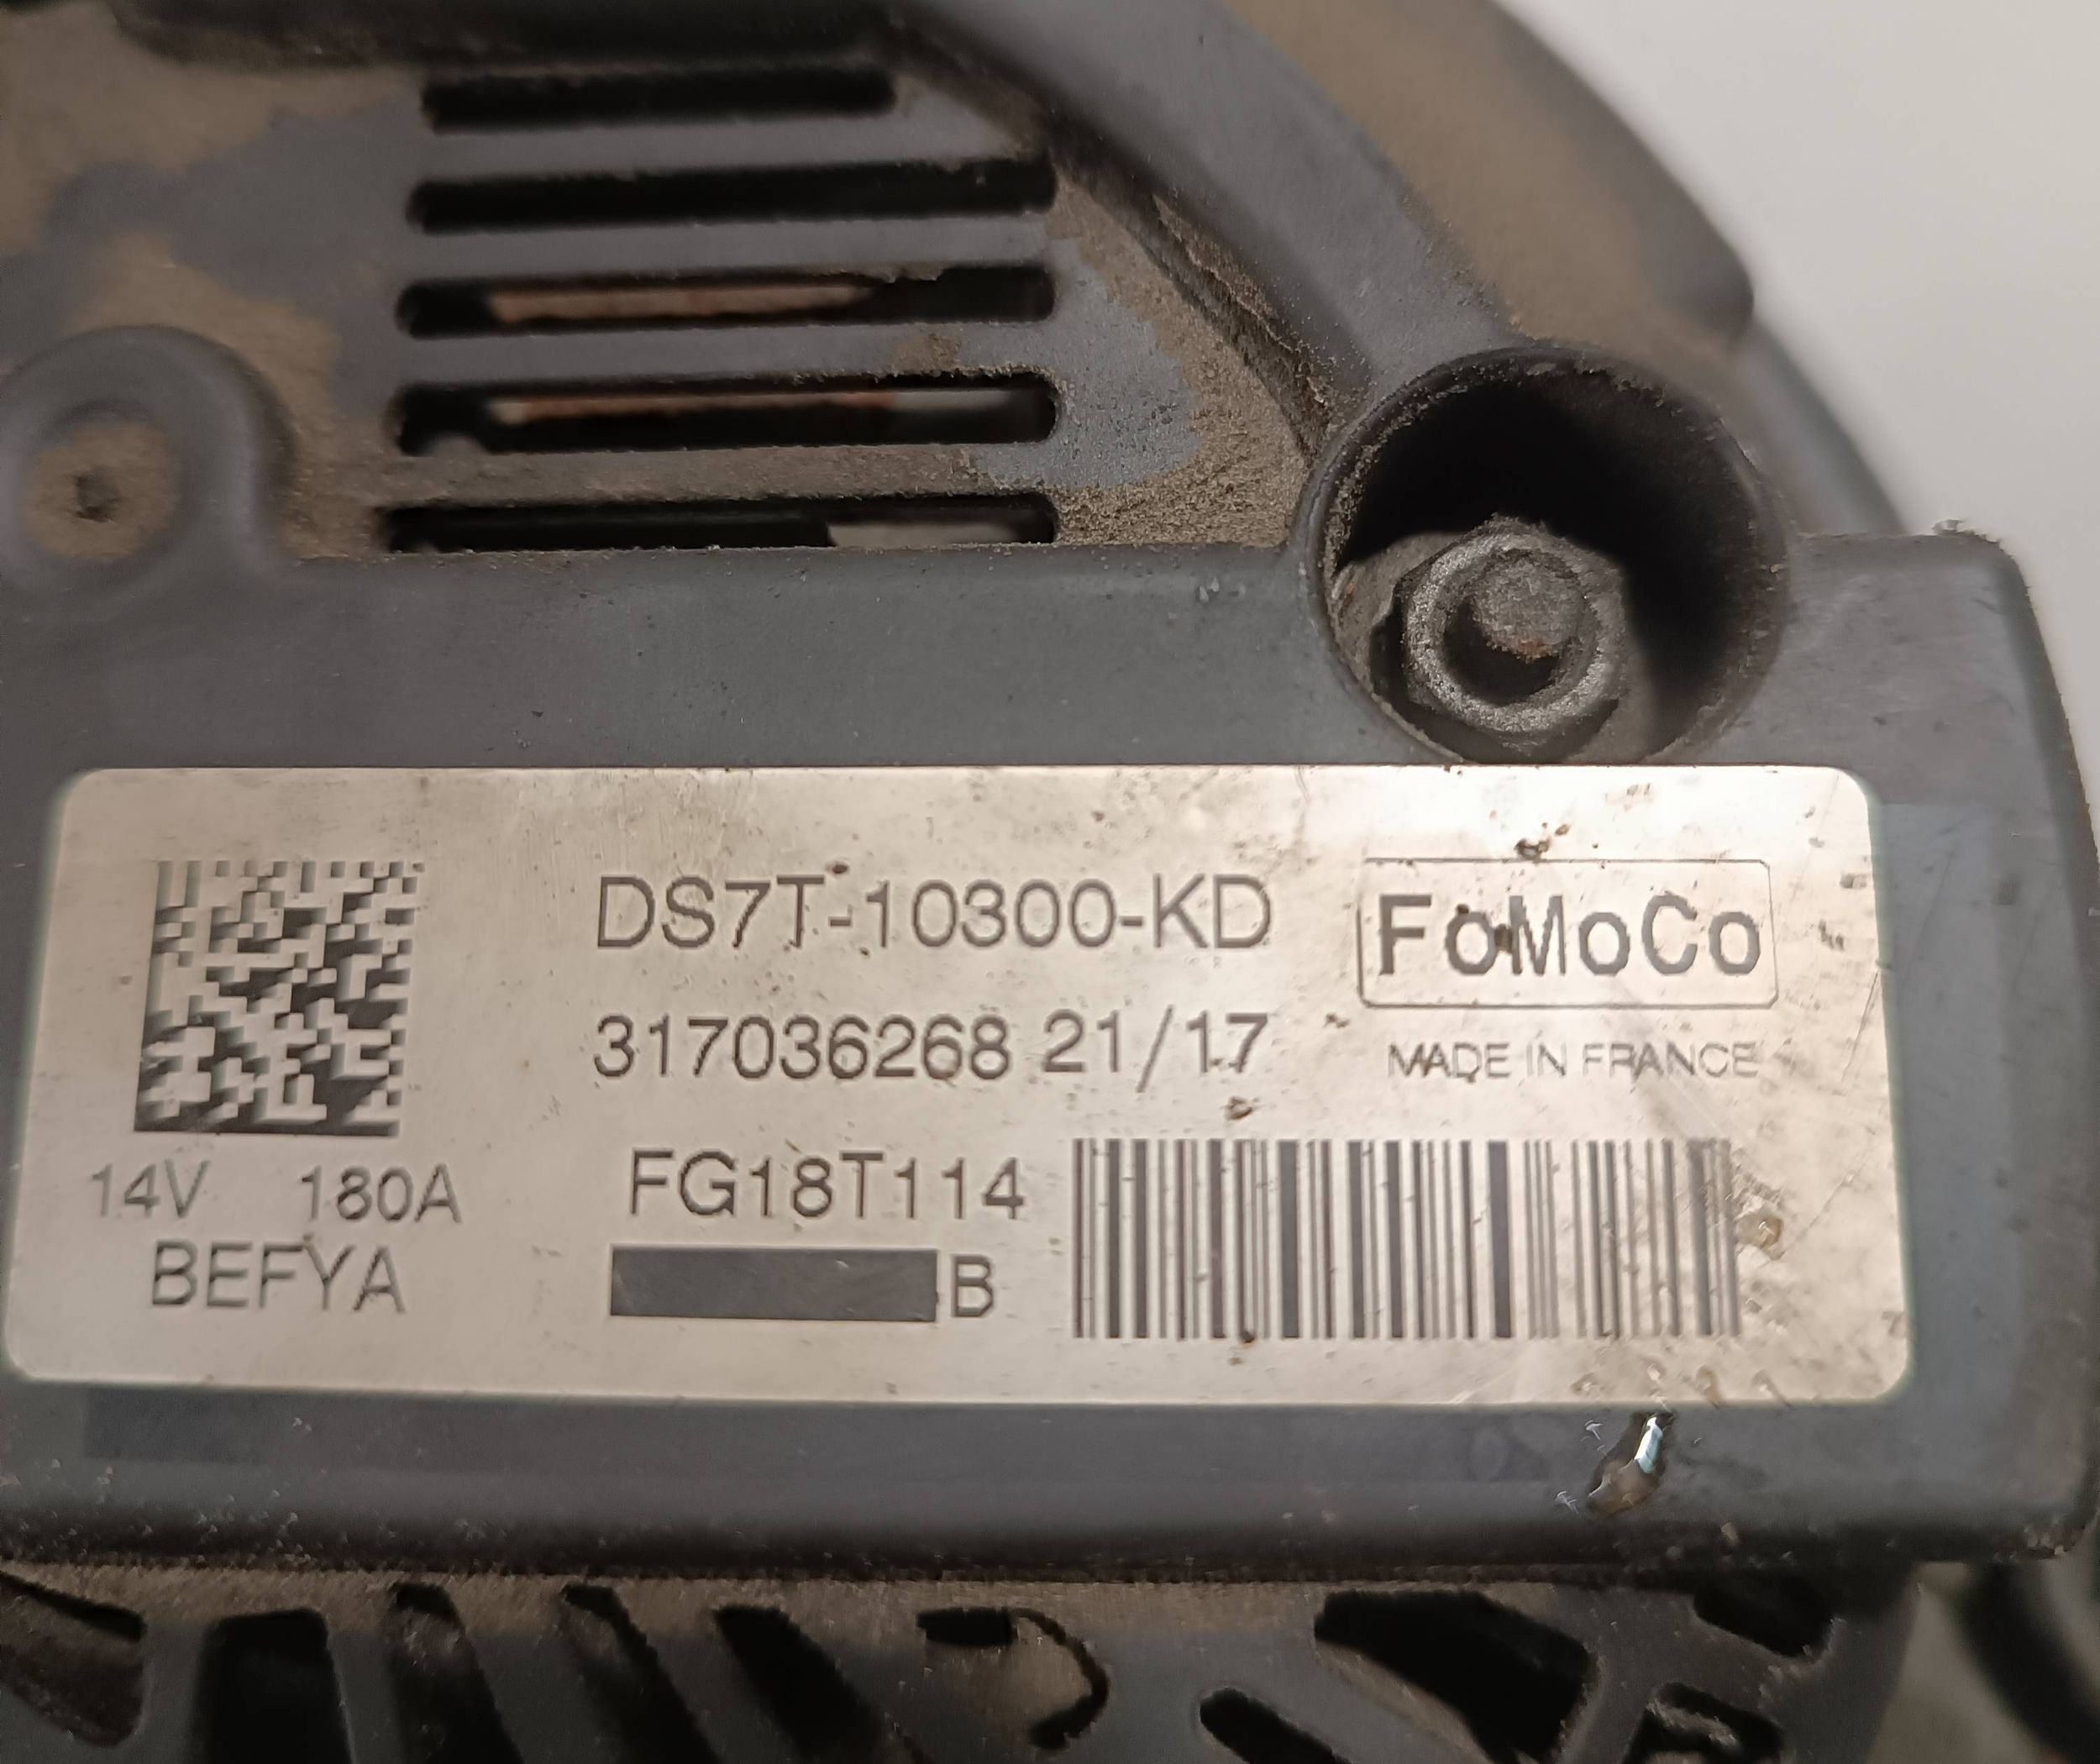 DS7T-10300-KD
FoMoCo
317036268 21/17
MADE IN FRANCE
14V 180A
FG18T114
BEFYA
B